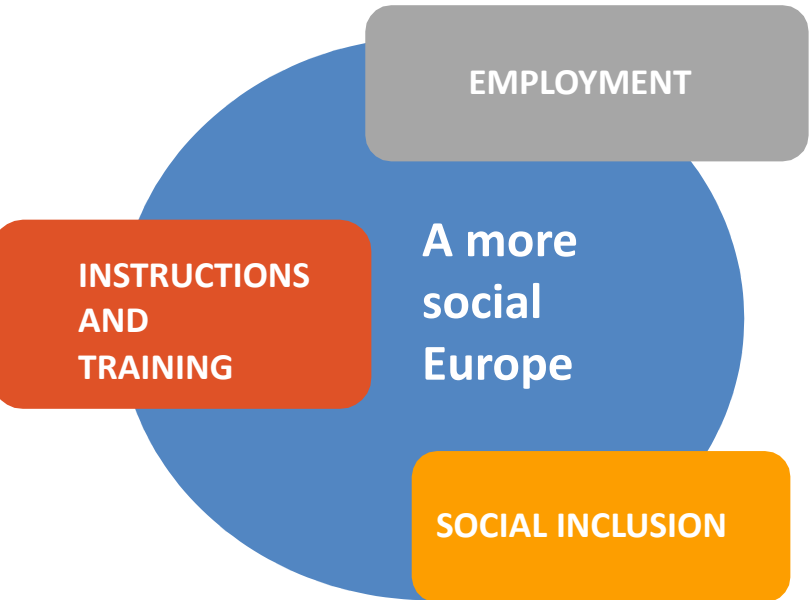 EMPLOYMENT
A more
social
Europe
INSTRUCTIONS
AND
TRAINING
SOCIAL INCLUSION